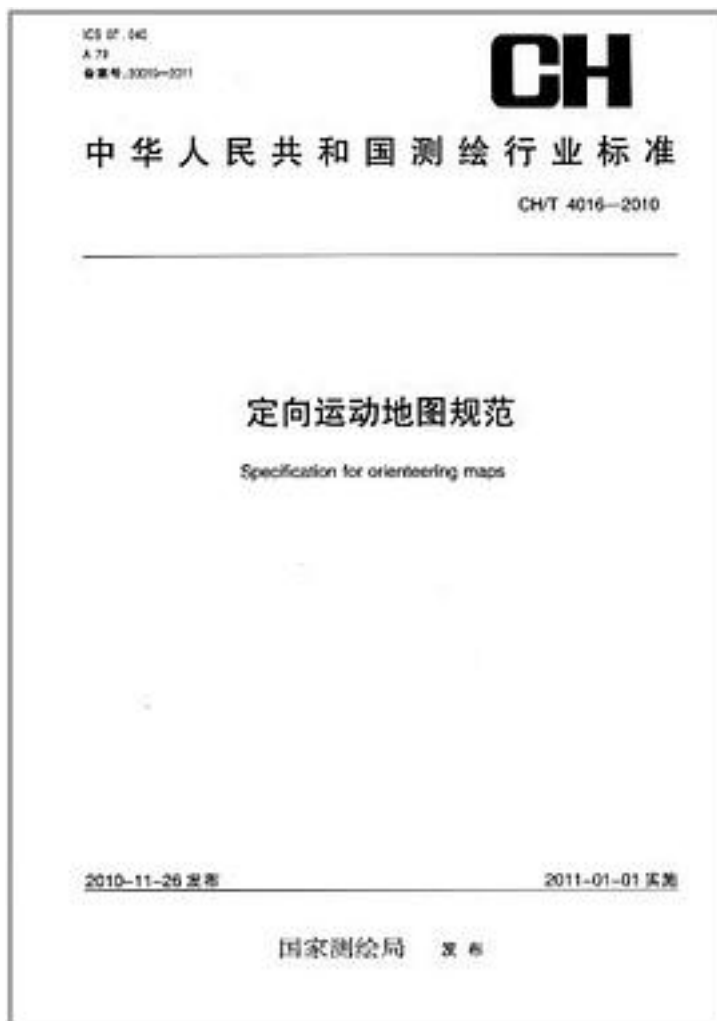 ICS 07.040
A 79
备案号:30019—2011
CH
中华人民共和国测绘行业标准
CH/T 4016—2010
定向运动地图规范
Specification for orienteering maps
2010-11-26 发布
2011-01-01 实施
国家测绘局 发布